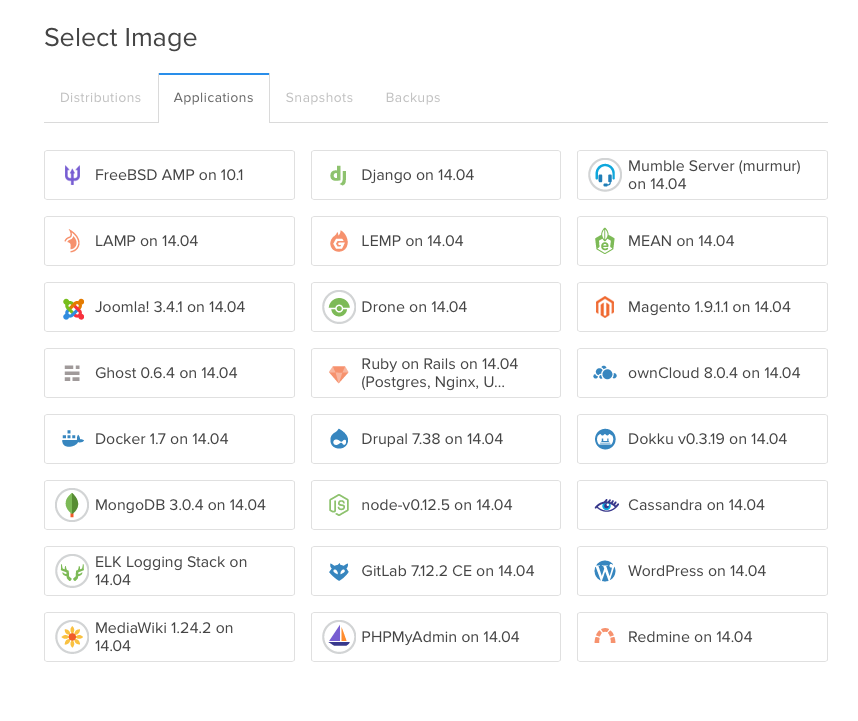 Select Image
Distributions
Applications
Snapshots
Backups
FreeBSD AMP on 10.1
Django on 14.04
Mumble Server (murmur)
on 14.04
LAMP on 14.04
LEMP on 14.04
MEAN on 14.04
Joomla! 3.4.1 on 14.04
Drone on 14.04
Magento 1.9.1.1 on 14.04
Ghost 0.6.4 on 14.04
Ruby on Rails on 14.04
(Postgres, Nginx, U...
ownCloud 8.0.4 on 14.04
Docker 1.7 on 14.04
Drupal 7.38 on 14.04
Dokku v0.3.19 on 14.04
MongoDB 3.0.4 on 14.04
node-v0.12.5 on 14.04
Cassandra on 14.04
ELK Logging Stack on
14.04
GitLab 7.12.2 CE on 14.04
WordPress on 14.04
MediaWiki 1.24.2 on
14.04
PHPMyAdmin on 14.04
Redmine on 14.04